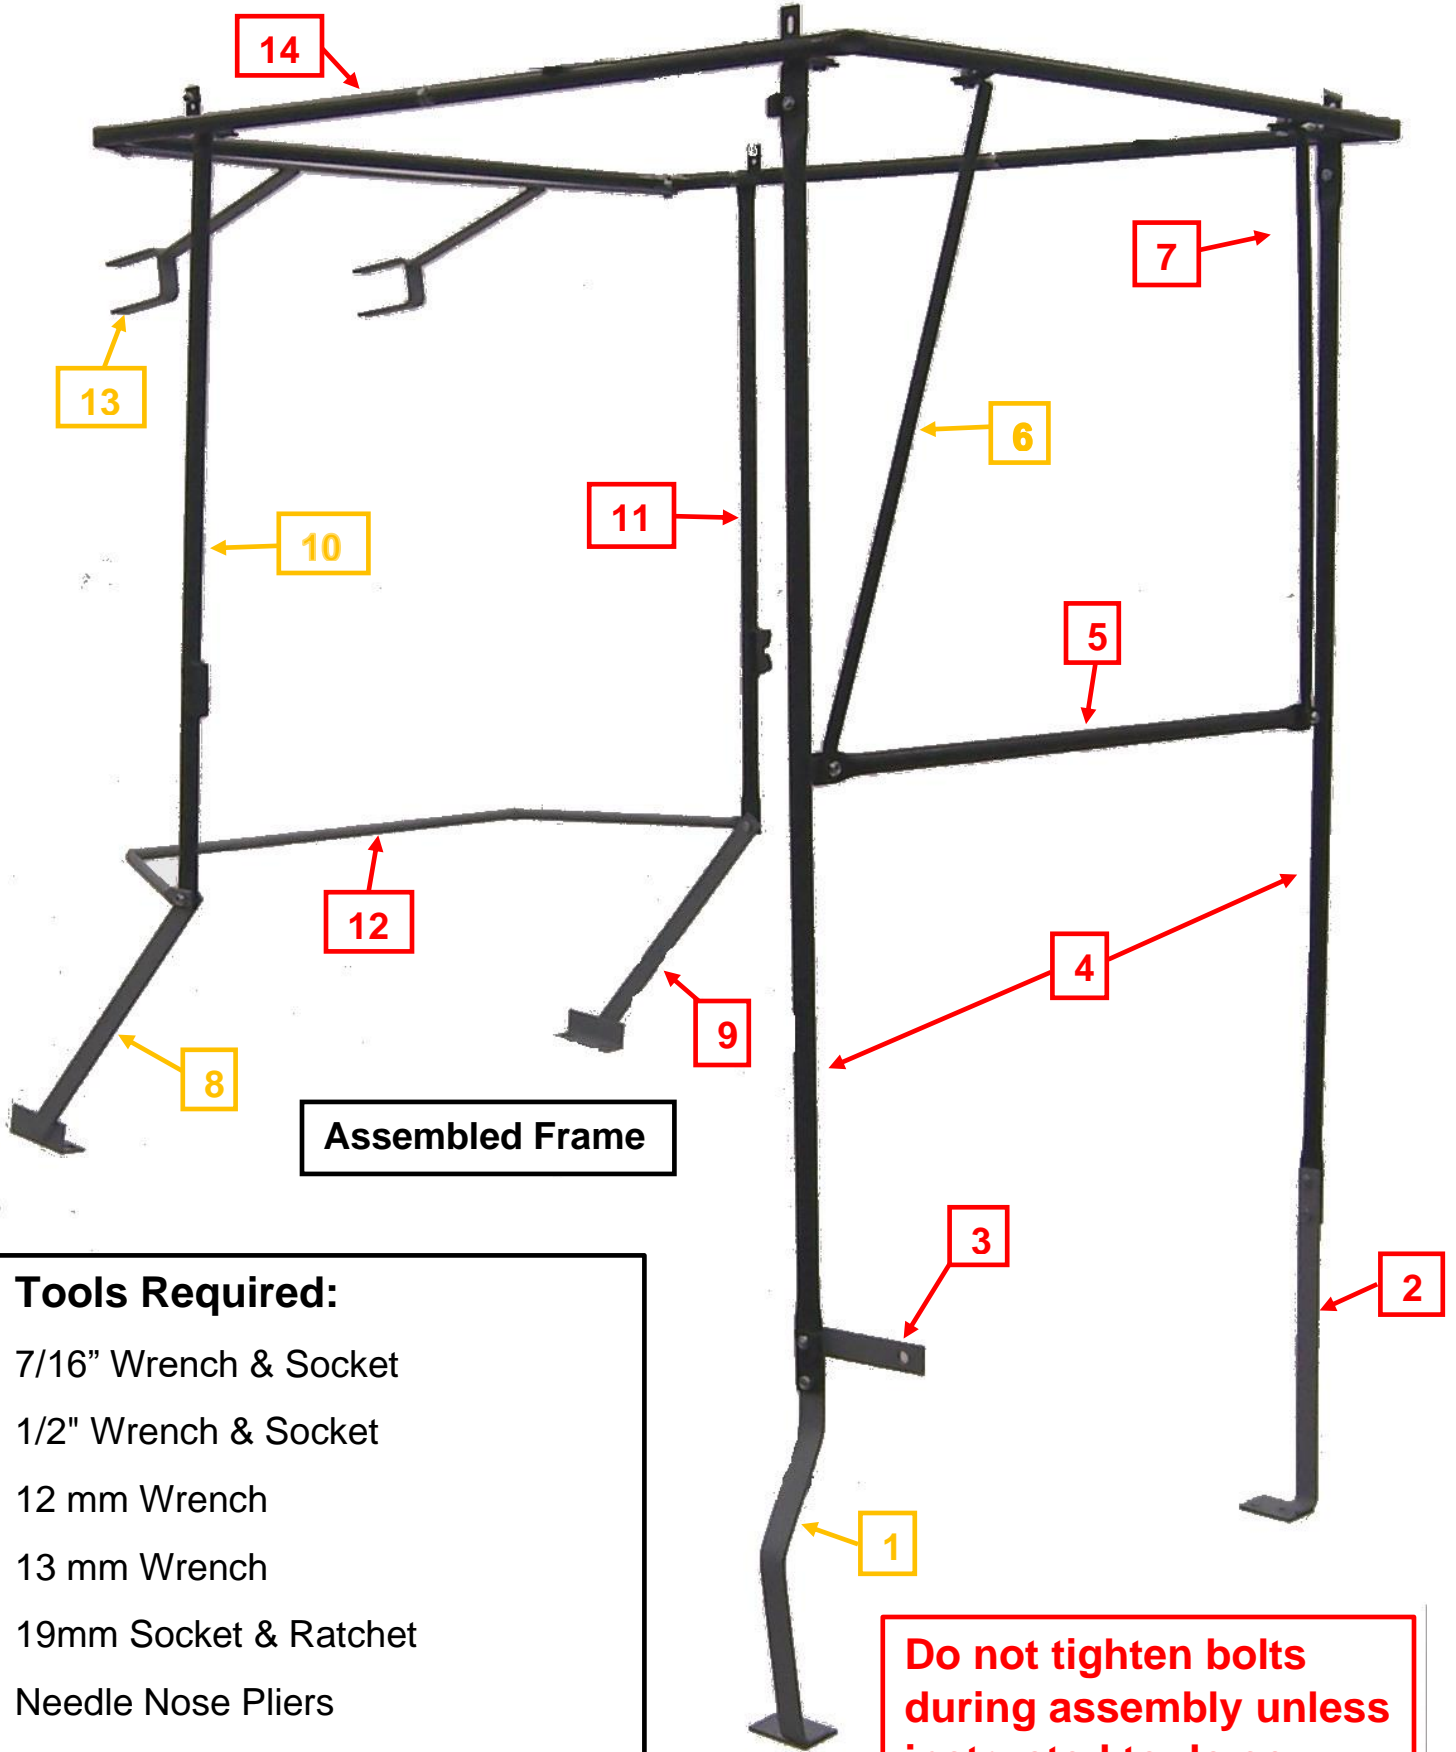 14
7
13
6
11
10
5
12
4
9
8
Assembled Frame
3
2
Tools Required:
7/16” Wrench & Socket
1/2" Wrench & Socket
12 mm Wrench
13 mm Wrench
19mm Socket & Ratchet
Needle Nose Pliers
1
Do not tighten bolts
during assembly unless